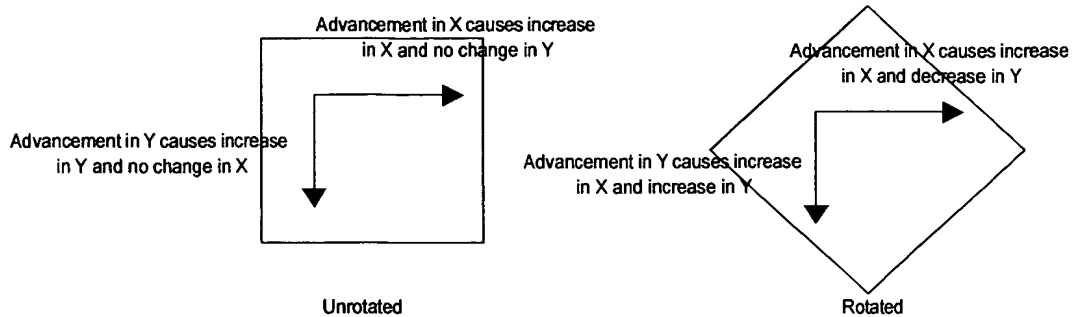 Advancement in X causes increase
in X and no change in Y
Advancement in Y causes increase
in Y and no change in X
Unrotated
Advancement in X causes increase
in X and decrease in Y
Advancement in Y causes increase
in X and increase in Y
Rotated